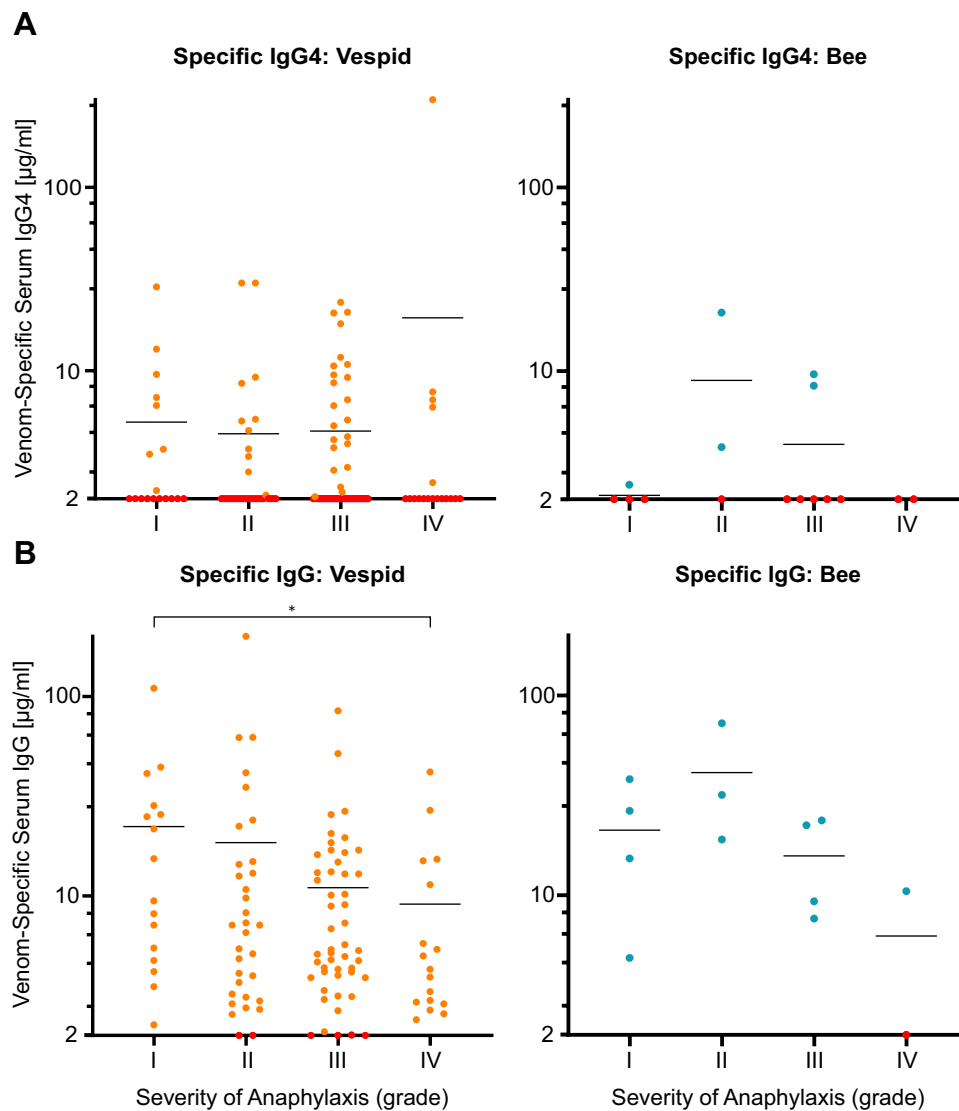 A
Specific IgG4: Vespid
Specific IgG4: Bee
Venom-Specific Serum IgG4 [µg/ml]
100
10
2
I II III IV
100
10
2
I II III IV
B
Specific IgG: Vespid
Specific IgG: Bee
*
Venom-Specific Serum IgG [µg/ml]
100
10
2
I II III IV
Severity of Anaphylaxis (grade)
100
10
2
I II III IV
Severity of Anaphylaxis (grade)